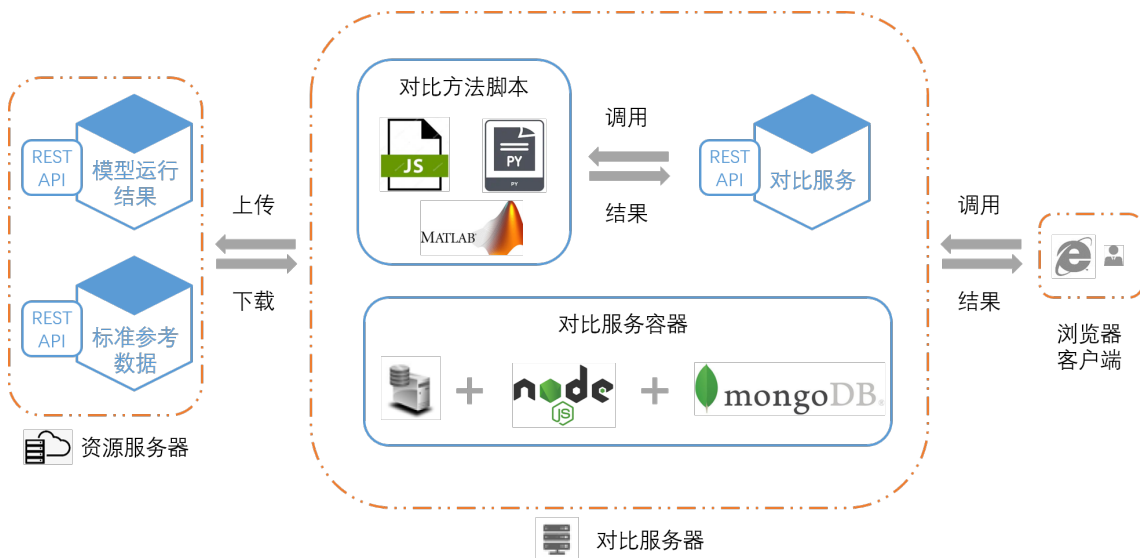 REST
API
模型运行
结果
REST
API
标准参考
数据
资源服务器
上传
下载
对比方法脚本
JS
PY
PY
MATLAB
调用
结果
REST
API
对比服务
对比服务容器
+
node
JS
+
mongoDB
对比服务器
调用
结果
浏览器
客户端